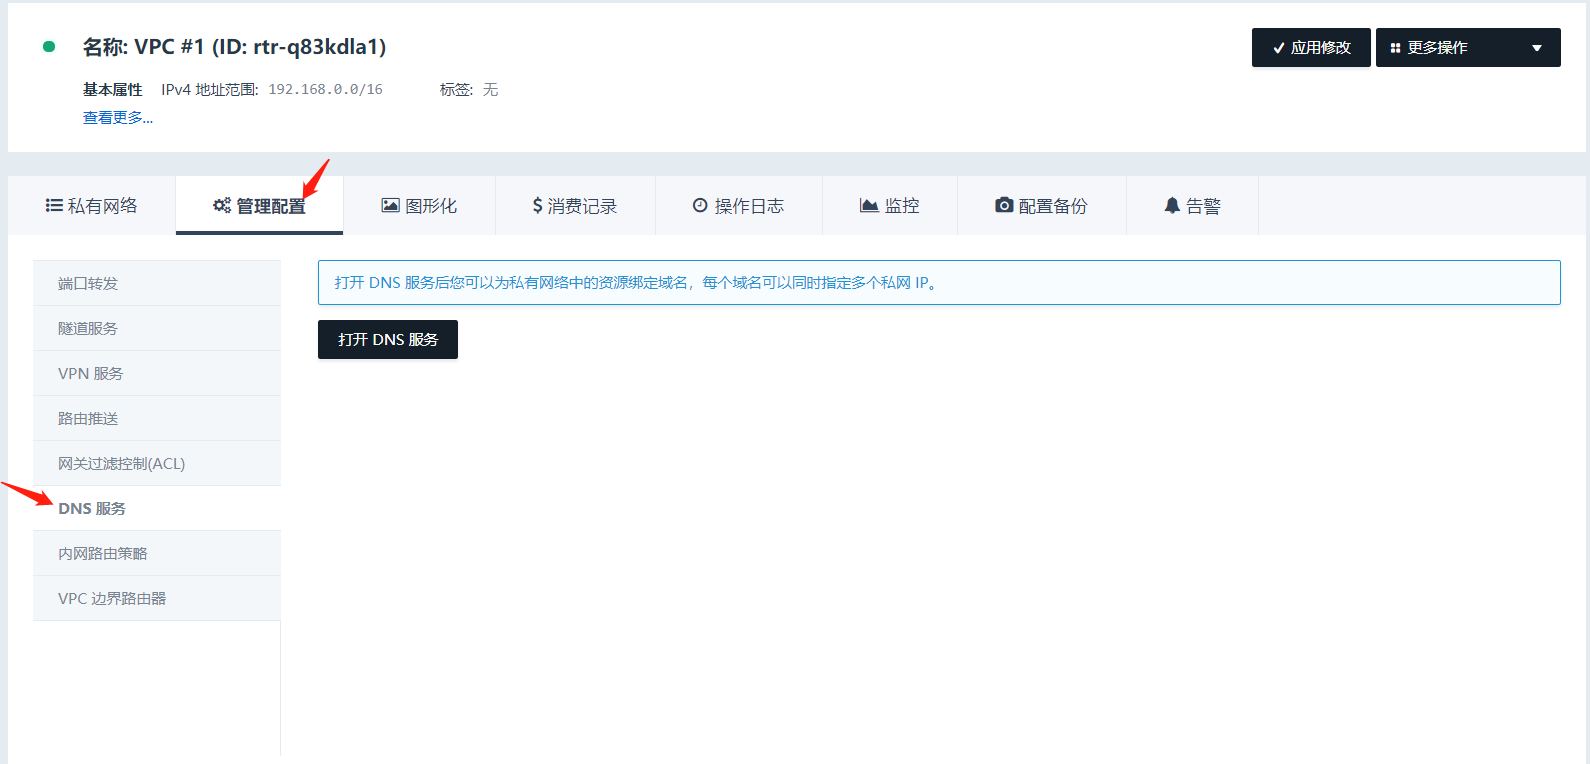 名称: VPC #1 (ID: rtr-q83kdla1)
应用修改
更多操作
基本属性 IPv4 地址范围: 192.168.0.0/16 标签: 无
查看更多...
私有网络 管理配置 图形化 消费记录 操作日志 监控 配置备份 告警
端口转发
隧道服务
VPN 服务
路由推送
网关过滤控制(ACL)
DNS 服务
内网路由策略
VPC 边界路由器
打开 DNS 服务后您可以为私有网络中的资源绑定域名，每个域名可以同时指定多个私网 IP。
打开 DNS 服务